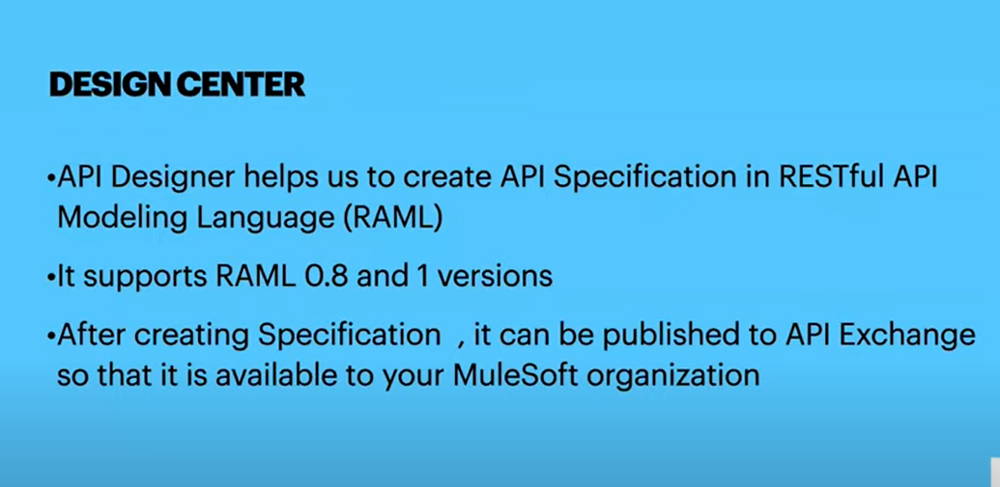 DESIGN CENTER
•API Designer helps us to create API Specification in RESTful API
Modeling Language (RAML)
•It supports RAML 0.8 and 1 versions
•After creating Specification , it can be published to API Exchange
so that it is available to your MuleSoft organization